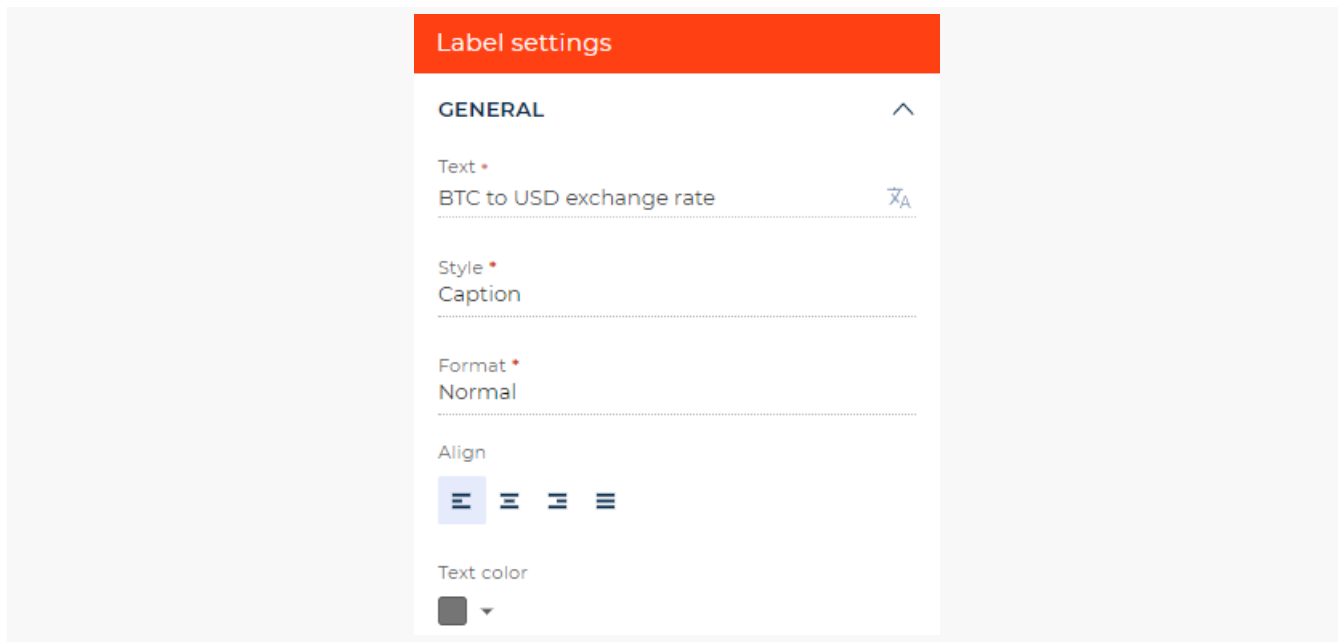 Label settings
GENERAL
Text *
BTC to USD exchange rate
Style *
Caption
Format *
Normal
Align
Text color